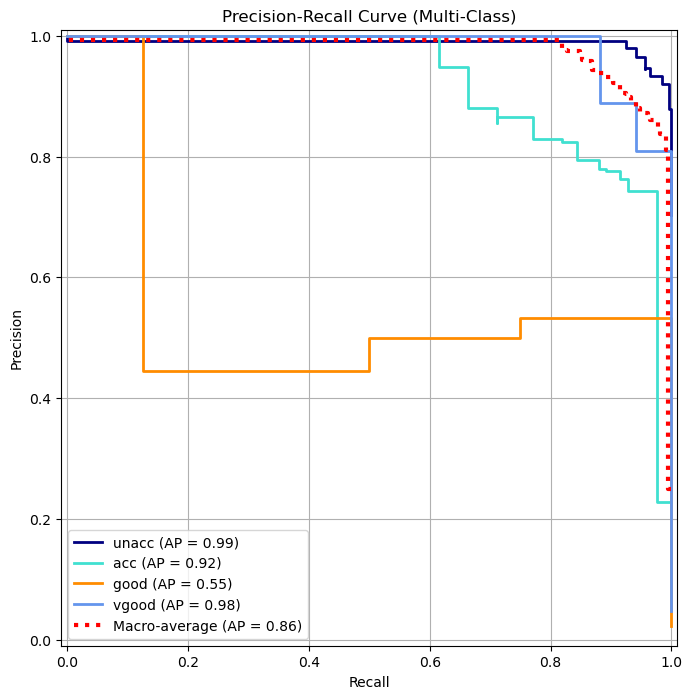 Precision-Recall Curve (Multi-Class)
1.0
0.8
0.6
0.4
0.2
0.0
Precision
unacc (AP = 0.99)
acc (AP = 0.92)
good (AP = 0.55)
vgood (AP = 0.98)
Macro-average (AP = 0.86)
0.0 0.2 0.4 0.6 0.8 1.0
Recall